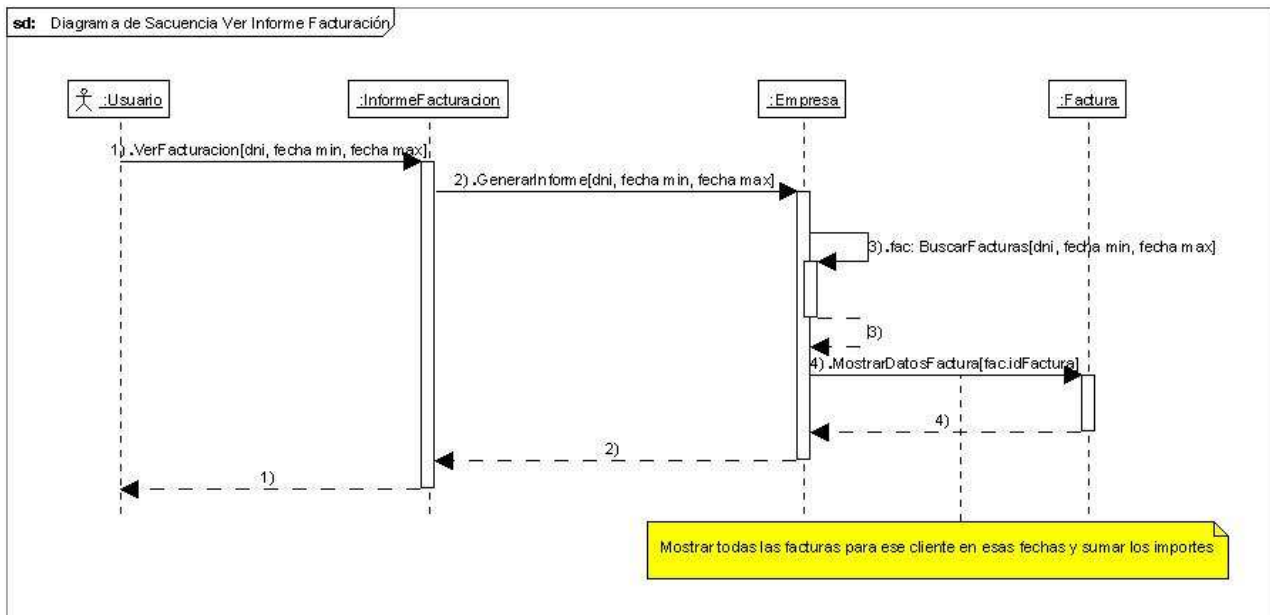 sd: Diagrama de Sacuencia Ver Informe Facturación
:Usuario
:InformeFacturacion
:Empresa
:Factura
1) .VerFacturacion[dni, fecha min, fecha max]
2) .GenerarInforme[dni, fecha min, fecha max]
3) .fac: BuscarFacturas[dni, fecha min, fecha max]
3)
4) .MostrarDatosFactura[fac.idFactura]
4)
2)
1)
Mostrar todas las facturas para ese cliente en esas fechas y sumar los importes